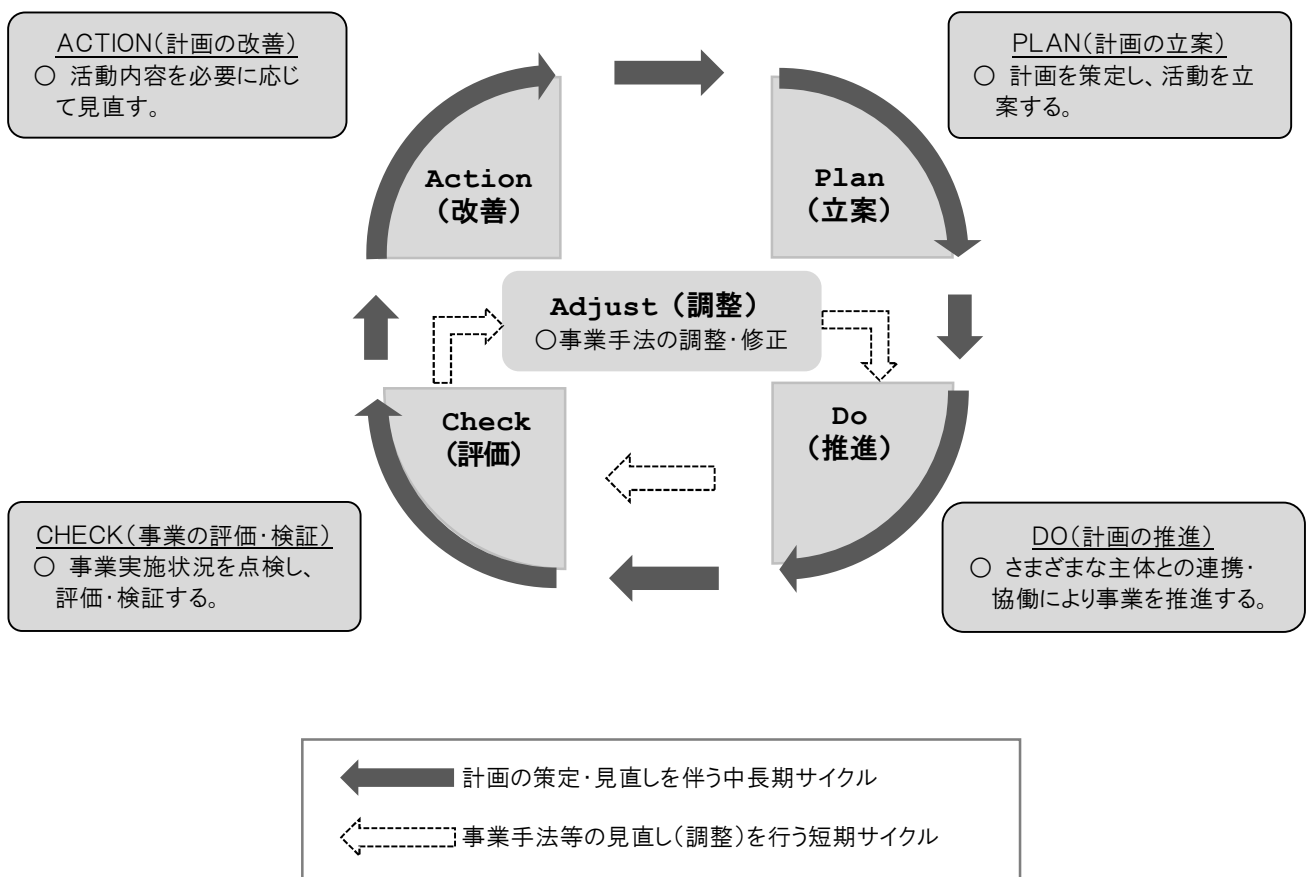 ACTION(計画の改善)
○ 活動内容を必要に応じ
て見直す。
PLAN(計画の立案)
○ 計画を策定し、活動を立
案する。
Action
(改善)
Plan
(立案)
Adjust (調整)
○事業手法の調整・修正
Check
(評価)
Do
(推進)
CHECK(事業の評価・検証)
○ 事業実施状況を点検し、
評価・検証する。
DO(計画の推進)
○ さまざまな主体との連携・
協働により事業を推進する。
計画の策定・見直しを伴う中長期サイクル
事業手法等の見直し(調整)を行う短期サイクル